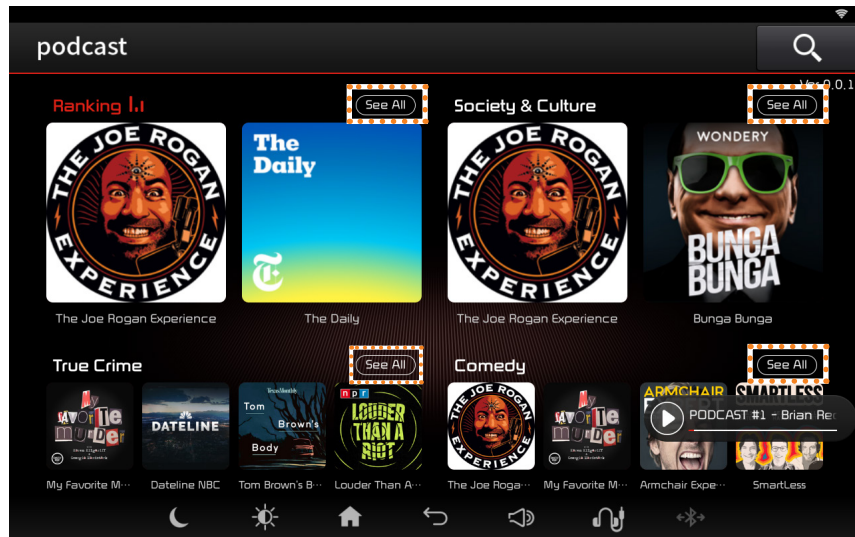 podcast
Ver 0.0.1
Ranking
See All
Society & Culture
See All
THE JOE ROGAN EXPERIENCE
The Daily
THE JOE ROGAN EXPERIENCE
WONDERY
BUNGA
BUNGA
The Joe Rogan Experience
The Daily
The Joe Rogan Experience
Bunga Bunga
True Crime
See All
Comedy
See All
My
FAVORITE
MURDER
DATELINE
Tom
Brown's
Body
npr
LOUDER
THAN A
RIOT
THE JOE ROGAN EXPERIENCE
My
FAVORITE
MURDER
ARMCHAIR
SMARTLESS
PODCAST #1 - Brian Rec
My Favorite M...
Dateline NBC
Tom Brown's B...
Louder Than A...
The Joe Roga...
My Favorite M...
Armchair Expe...
SmartLess